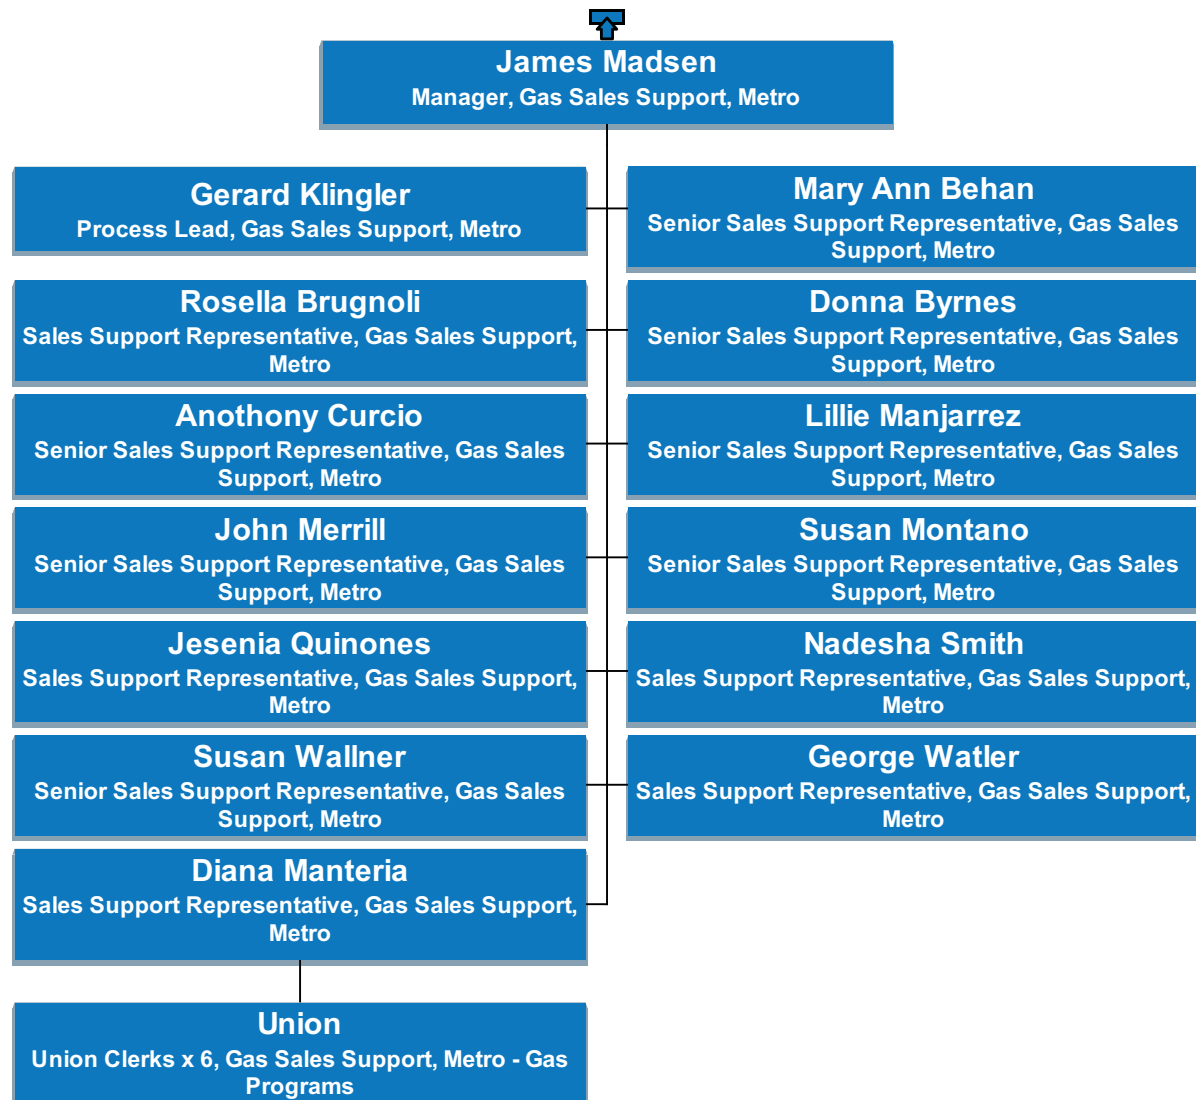 James Madsen
Manager, Gas Sales Support, Metro
Gerard Klingler
Process Lead, Gas Sales Support, Metro
Mary Ann Behan
Senior Sales Support Representative, Gas Sales
Support, Metro
Rosella Brugnoli
Sales Support Representative, Gas Sales Support,
Metro
Donna Byrnes
Senior Sales Support Representative, Gas Sales
Support, Metro
Anothony Curcio
Senior Sales Support Representative, Gas Sales
Support, Metro
Lillie Manjarrez
Senior Sales Support Representative, Gas Sales
Support, Metro
John Merrill
Senior Sales Support Representative, Gas Sales
Support, Metro
Susan Montano
Senior Sales Support Representative, Gas Sales
Support, Metro
Jesenia Quinones
Sales Support Representative, Gas Sales Support,
Metro
Nadesha Smith
Sales Support Representative, Gas Sales Support,
Metro
Susan Wallner
Senior Sales Support Representative, Gas Sales
Support, Metro
George Watler
Sales Support Representative, Gas Sales Support,
Metro
Diana Manteria
Sales Support Representative, Gas Sales Support,
Metro
Union
Union Clerks x 6, Gas Sales Support, Metro - Gas
Programs